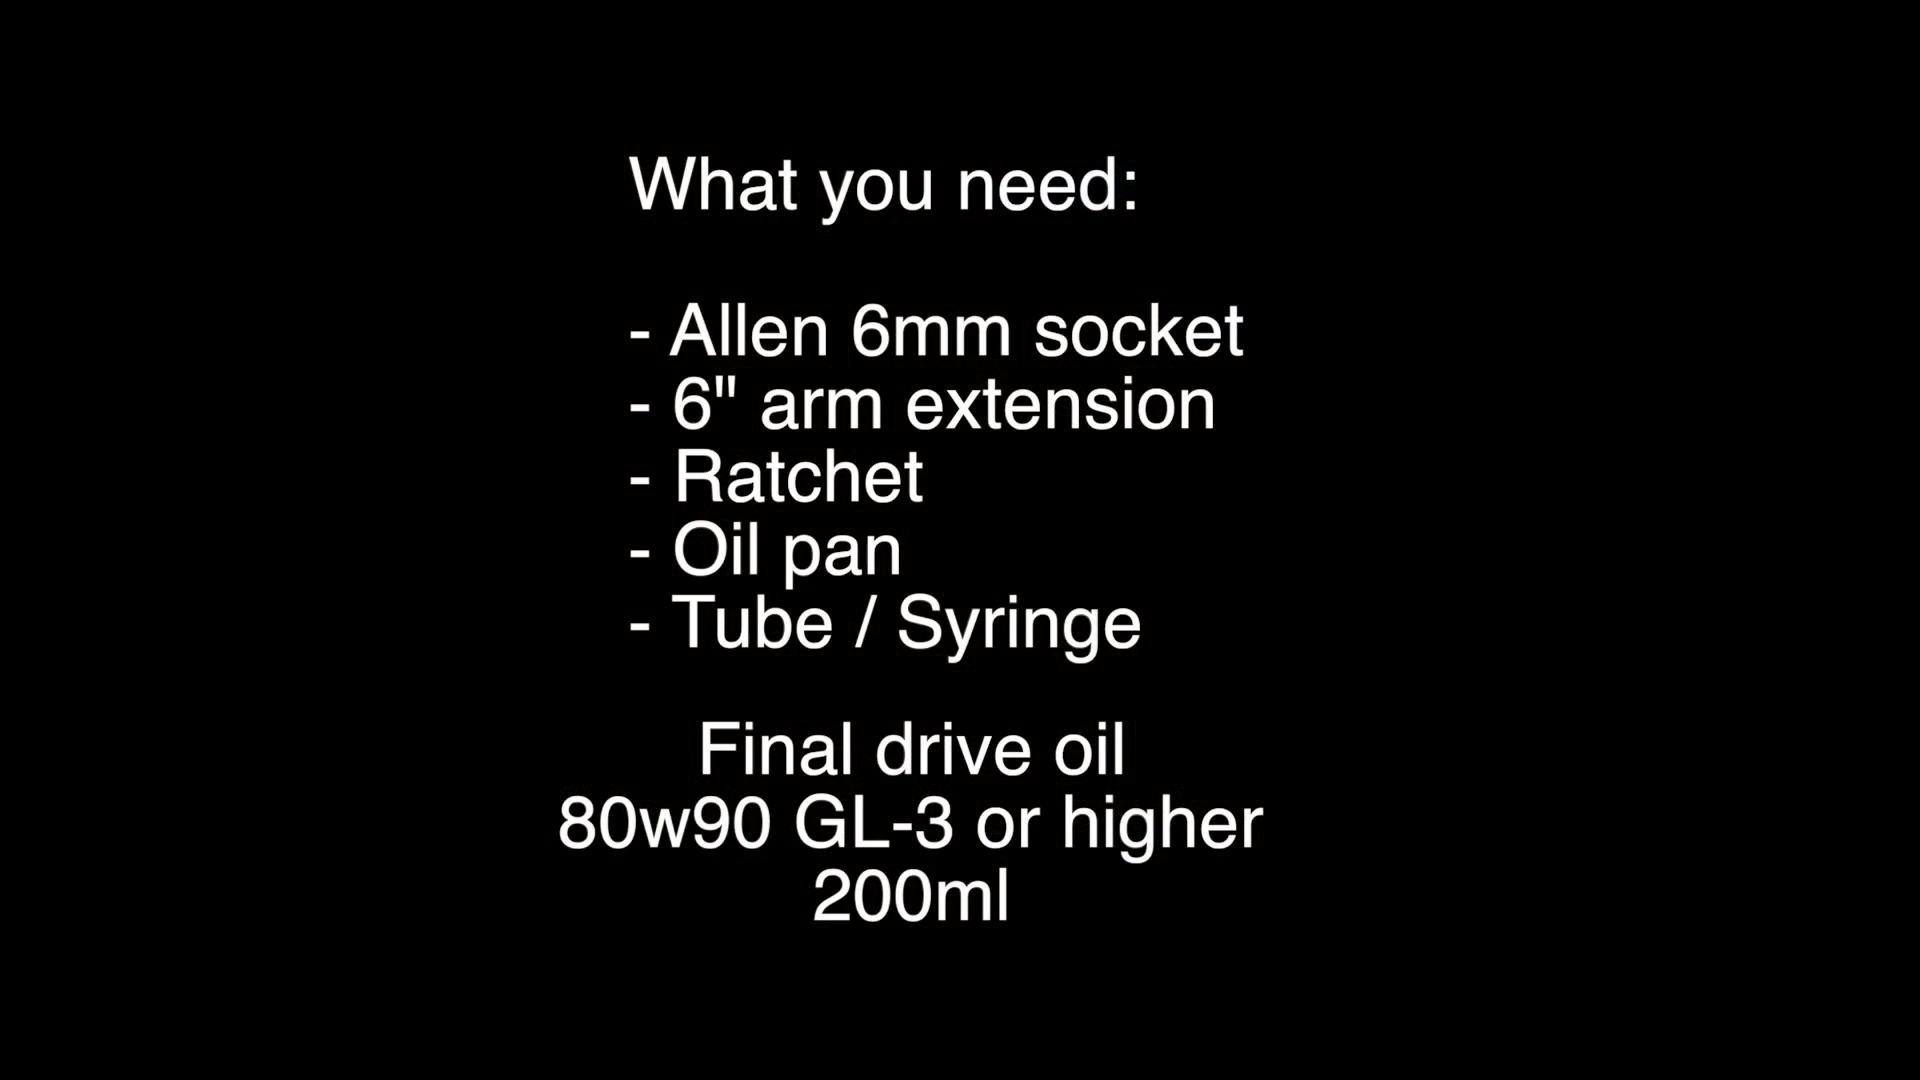 What you need:
- Allen 6mm socket
- 6" arm extension
- Ratchet
- Oil pan
- Tube / Syringe
Final drive oil
80w90 GL-3 or higher
200ml